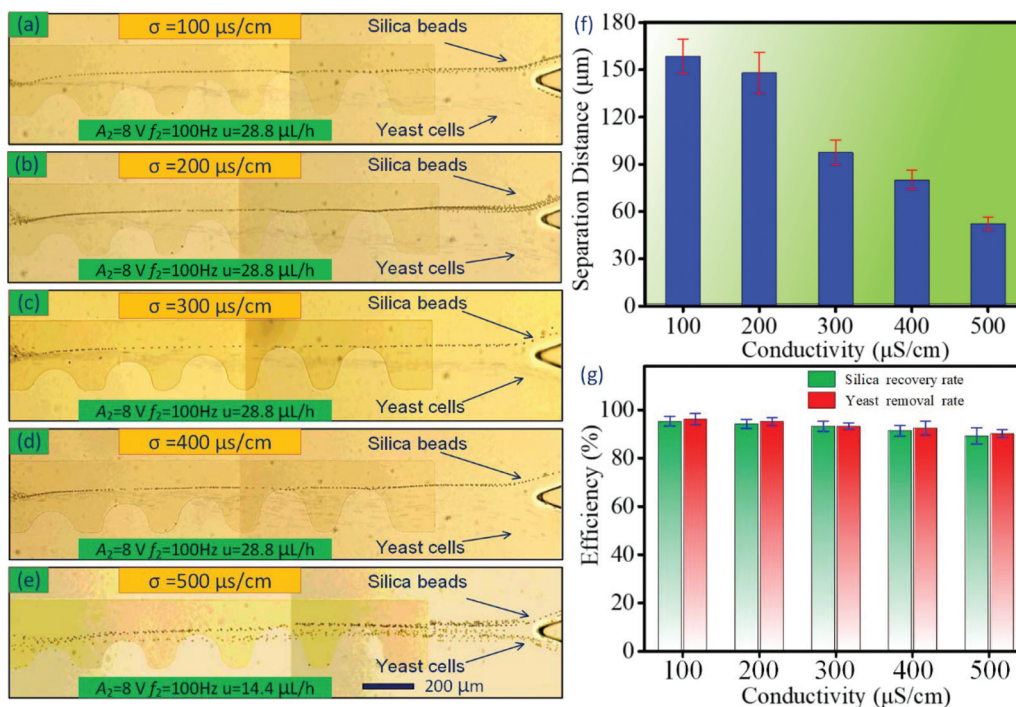 (a)
σ =100 µs/cm
Silica beads
Yeast cells
A2=8 V f2=100Hz u=28.8 µL/h
(b)
σ =200 µs/cm
Silica beads
Yeast cells
A2=8 V f2=100Hz u=28.8 µL/h
(c)
σ =300 µs/cm
Silica beads
Yeast cells
A2=8 V f2=100Hz u=28.8 µL/h
(d)
σ =400 µs/cm
Silica beads
Yeast cells
A2=8 V f2=100Hz u=28.8 µL/h
(e)
σ =500 µs/cm
Silica beads
Yeast cells
A2=8 V f2=100Hz u=14.4 µL/h
200 µm
(f)
Separation Distance (µm)
180
150
120
90
60
30
0
100 200 300 400 500
Conductivity (µS/cm)
(g)
Silica recovery rate
Yeast removal rate
Efficiency (%)
100
80
60
40
20
0
100 200 300 400 500
Conductivity (µS/cm)